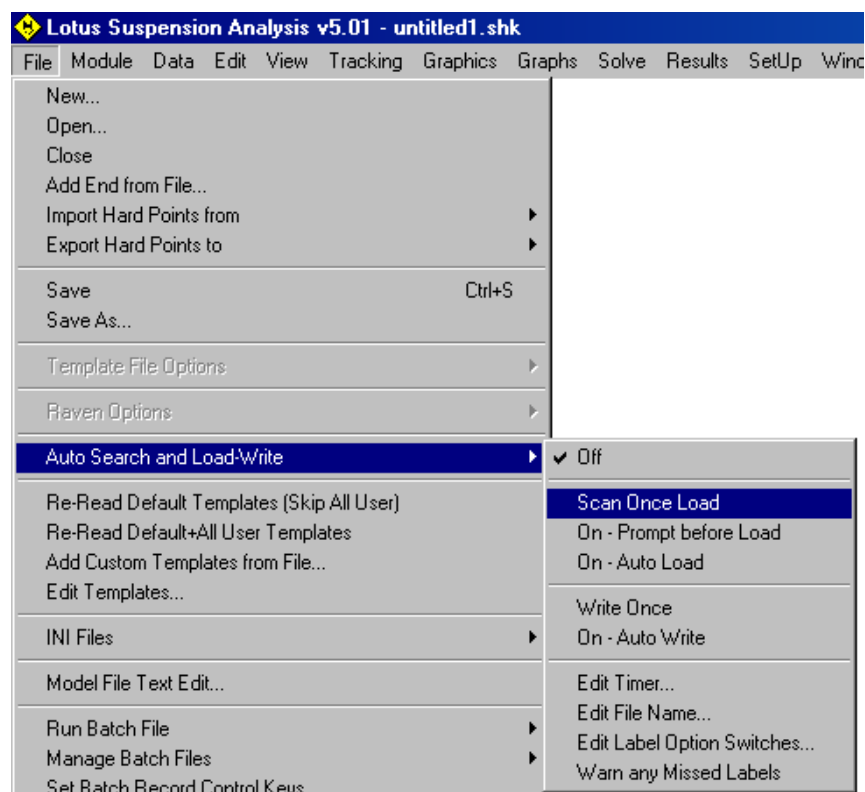 Lotus Suspension Analysis v5.01 - untitled1.shk
File Module Data Edit View Tracking Graphics Graphs Solve Results SetUp
New...
Open...
Close
Add End from File...
Import Hard Points from
Export Hard Points to
Save Ctrl+S
Save As...
Template File Options
Raven Options
Auto Search and Load-Write
Re-Read Default Templates (Skip All User)
Re-Read Default+All User Templates
Add Custom Templates from File...
Edit Templates...
INI Files
Model File Text Edit...
Run Batch File
Manage Batch Files
Set Batch Record Control Keys
Off
Scan Once Load
On - Prompt before Load
On - Auto Load
Write Once
On - Auto Write
Edit Timer...
Edit File Name...
Edit Label Option Switches...
Warn any Missed Labels